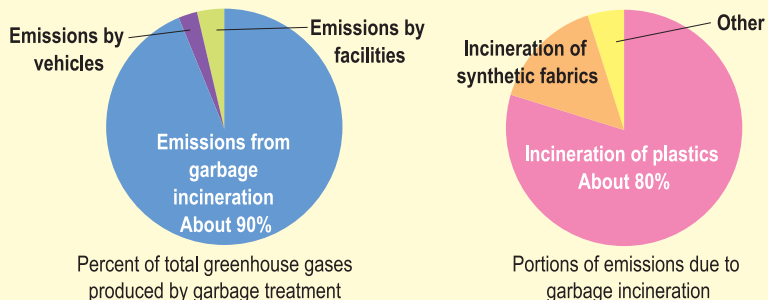 Emissions by
vehicles
Emissions by
facilities
Emissions from
garbage
incineration
About 90%
Percent of total greenhouse gases
produced by garbage treatment
Other
Incineration of
synthetic fabrics
Incineration of plastics
About 80%
Portions of emissions due to
garbage incineration